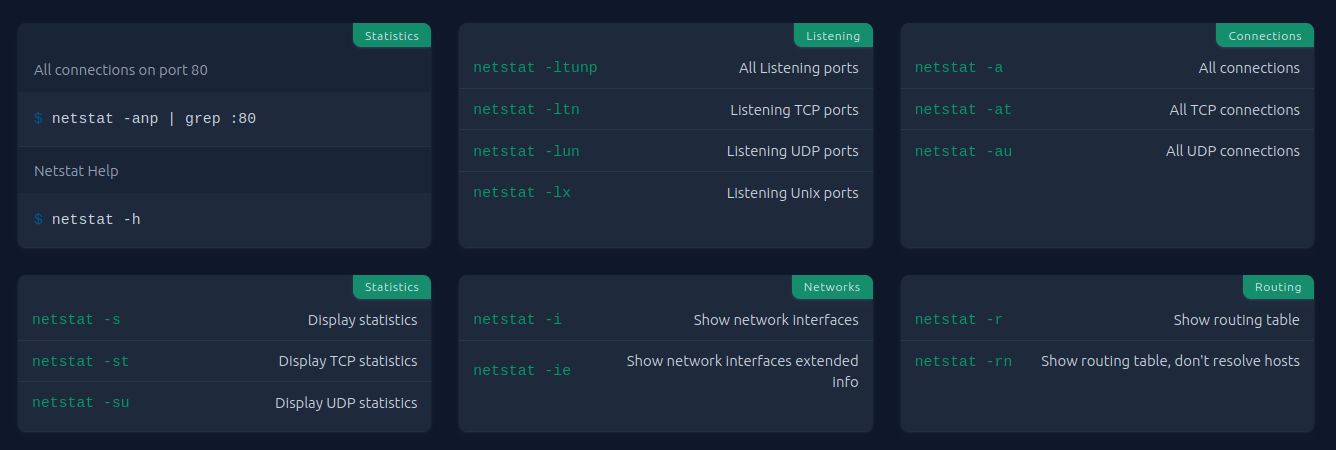 Statistics
All connections on port 80
$ netstat -anp | grep :80
Netstat Help
$ netstat -h
Listening
netstat -ltunp All Listening ports
netstat -ltn Listening TCP ports
netstat -lun Listening UDP ports
netstat -lx Listening Unix ports
Connections
netstat -a All connections
netstat -at All TCP connections
netstat -au All UDP connections
Statistics
netstat -s Display statistics
netstat -st Display TCP statistics
netstat -su Display UDP statistics
Networks
netstat -i Show network interfaces
netstat -ie Show network interfaces extended
info
Routing
netstat -r Show routing table
netstat -rn Show routing table, don't resolve hosts